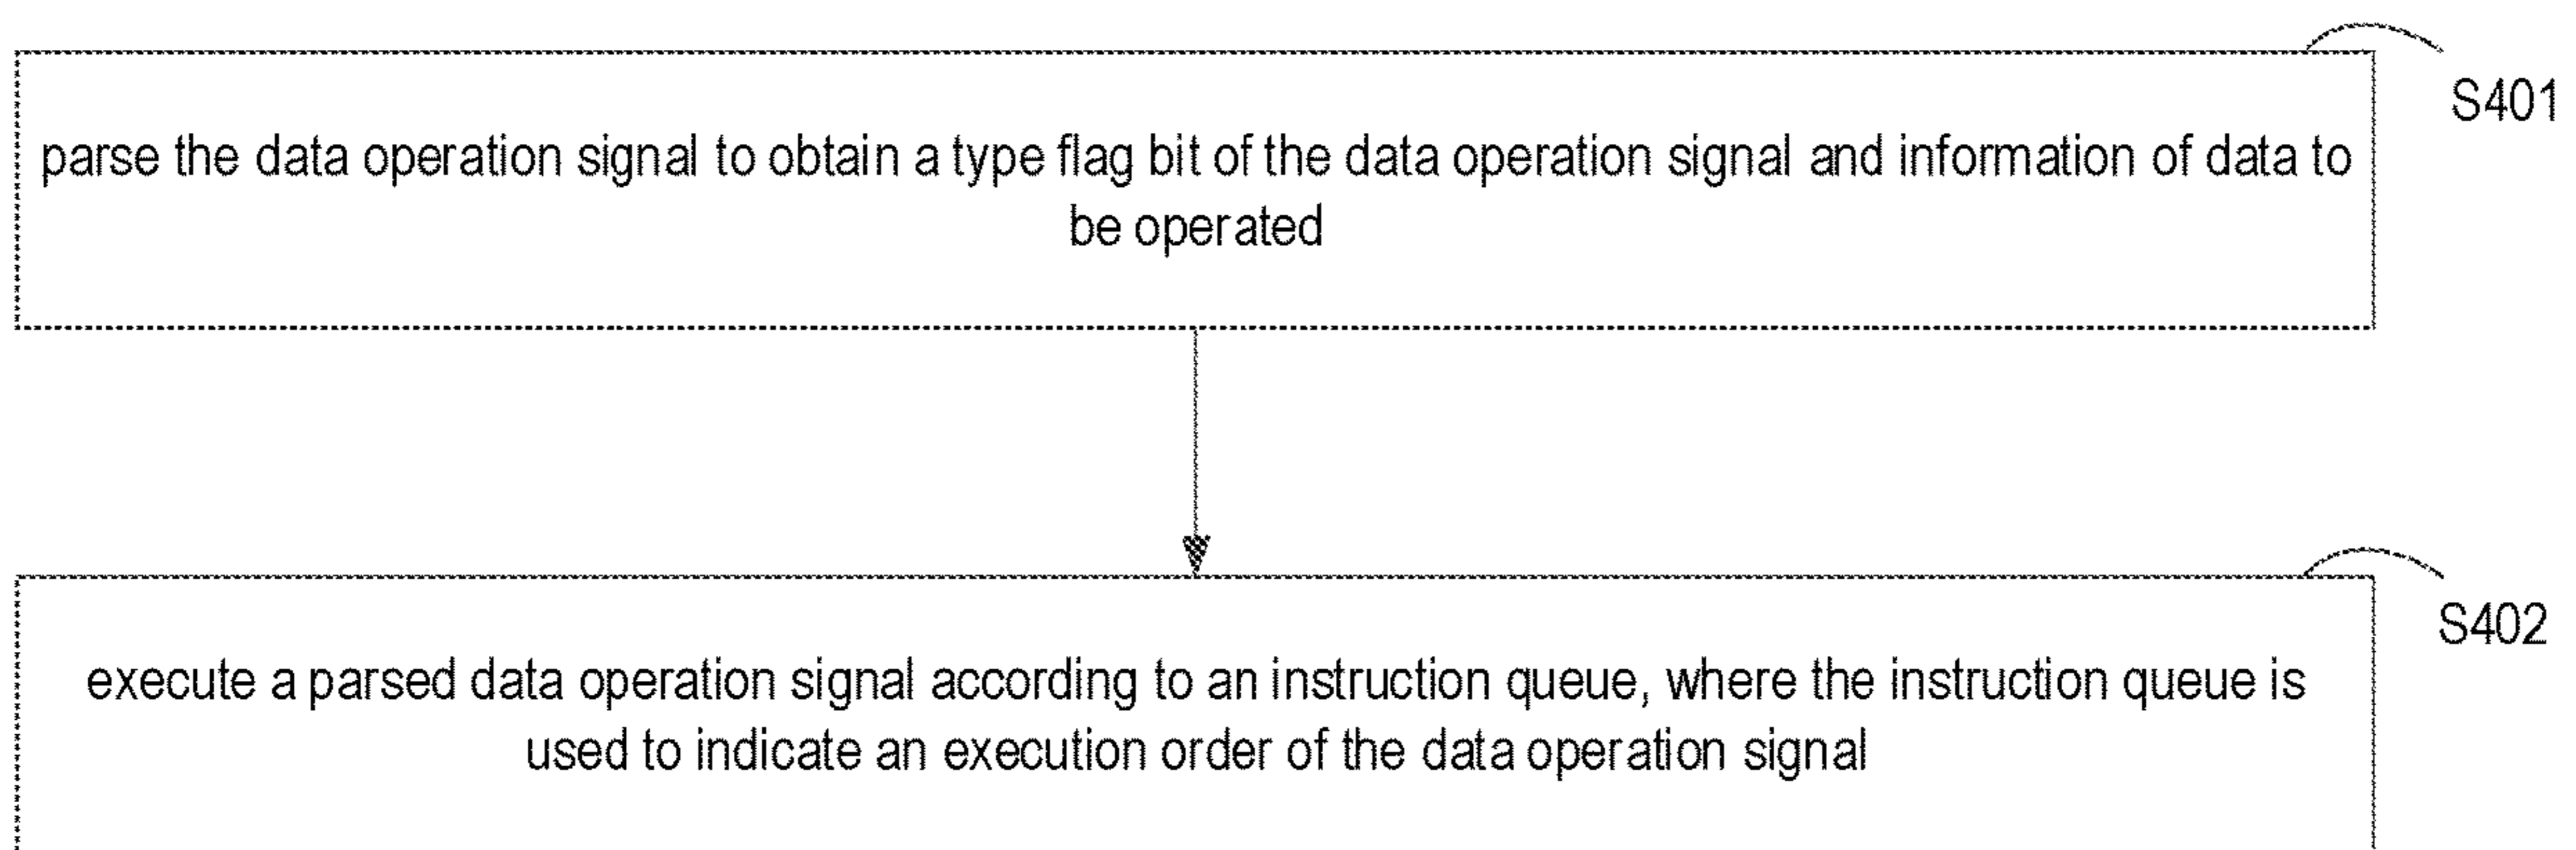 S401
parse the data operation signal to obtain a type flag bit of the data operation signal and information of data to
be operated
S402
execute a parsed data operation signal according to an instruction queue, where the instruction queue is
used to indicate an execution order of the data operation signal